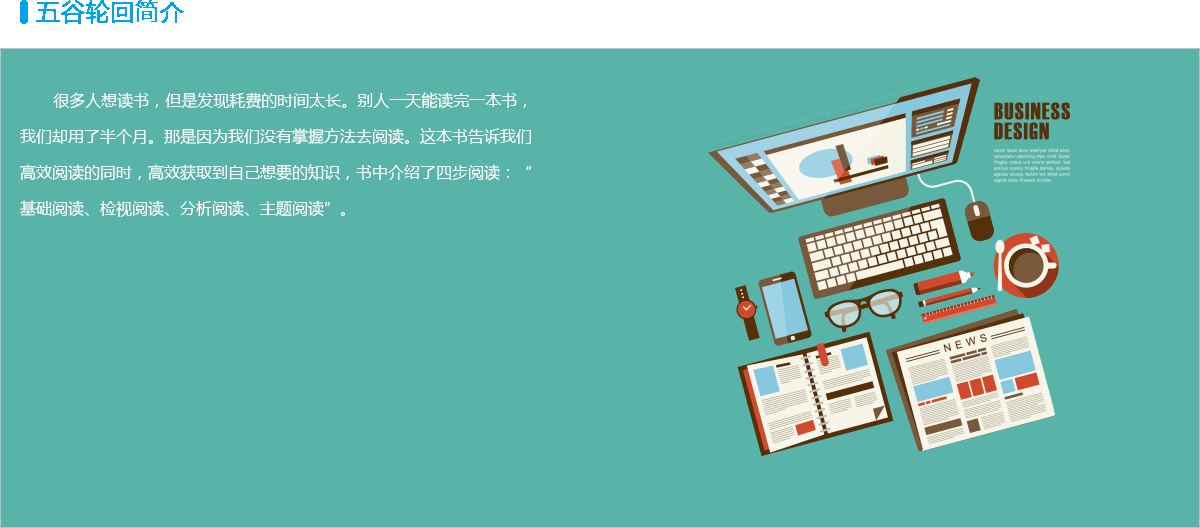 五谷轮回简介
很多人想读书，但是发现耗费的时间太长。别人一天能读完一本书，
我们却用了半个月。那是因为我们没有掌握方法去阅读。这本书告诉我们
高效阅读的同时，高效获取到自己想要的知识，书中介绍了四步阅读：“
基础阅读、检视阅读、分析阅读、主题阅读”。
BUSINESS
DESIGN
NEWS